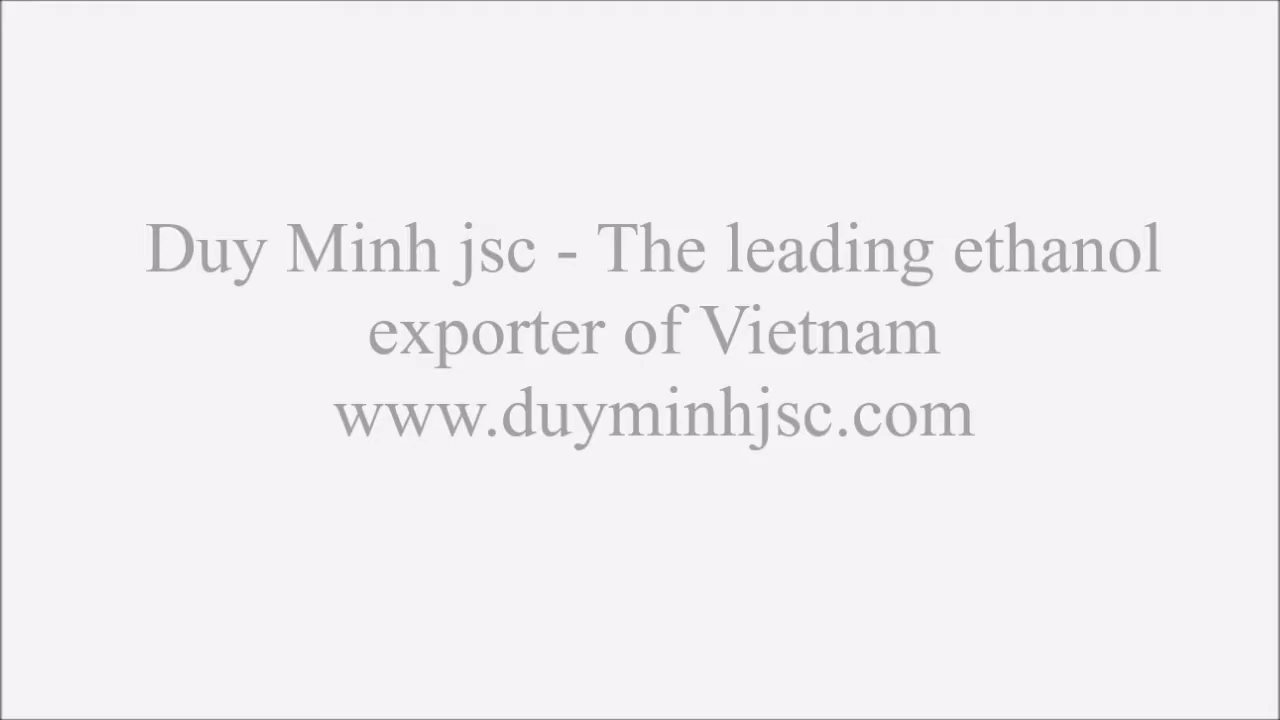 Duy Minh jsc - The leading ethanol
exporter of Vietnam
www.duyminhjsc.com